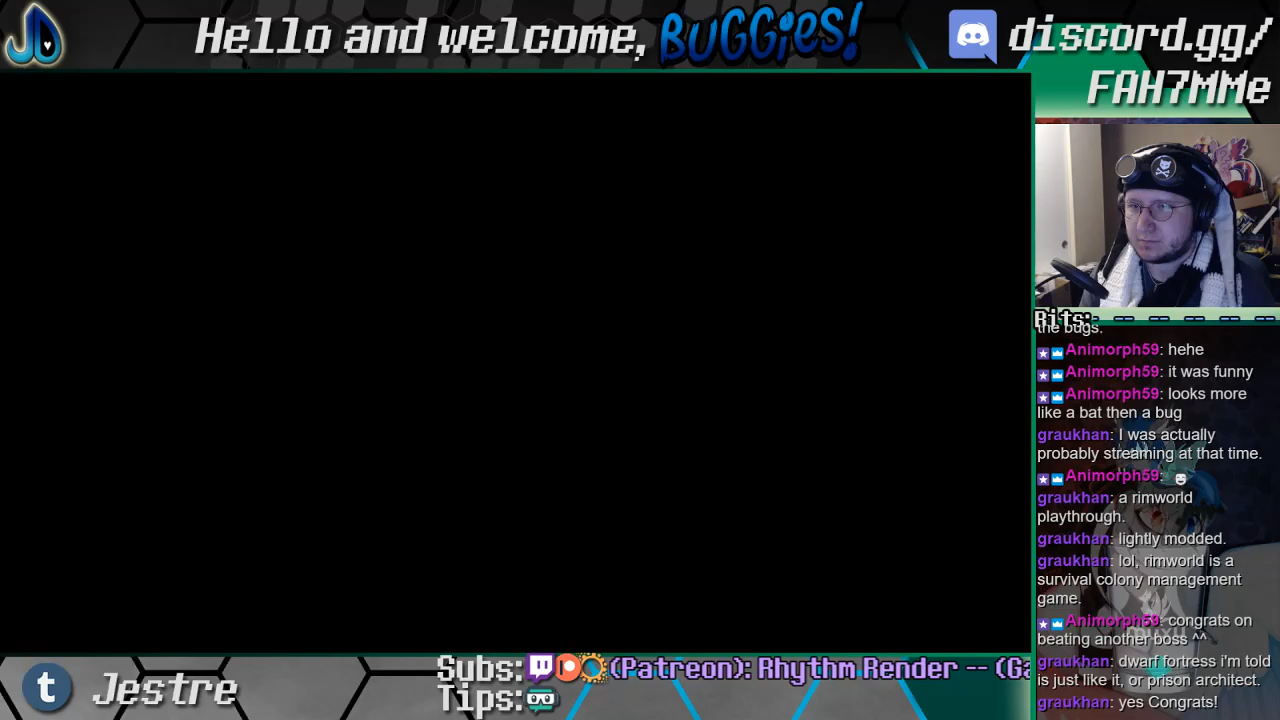 JD
Hello and welcome, BUGGiES!
discord.gg/
FAH7MMe
Bits: -- -- -- -- --
the bugs.
Animorph59: hehe
Animorph59: it was funny
Animorph59: looks more
like a bat then a bug
graukhan: I was actually
probably streaming at that time.
Animorph59:
graukhan: a rimworld
playthrough.
graukhan: lightly modded.
graukhan: lol, rimworld is a
survival colony management
game.
Animorph59: congrats on
beating another boss ^^
graukhan: dwarf fortress i'm told
is just like it, or prison architect.
graukhan: yes Congrats!
t Jestre
Subs: (Patreon): Rhythm Render -- (Ga
Tips: